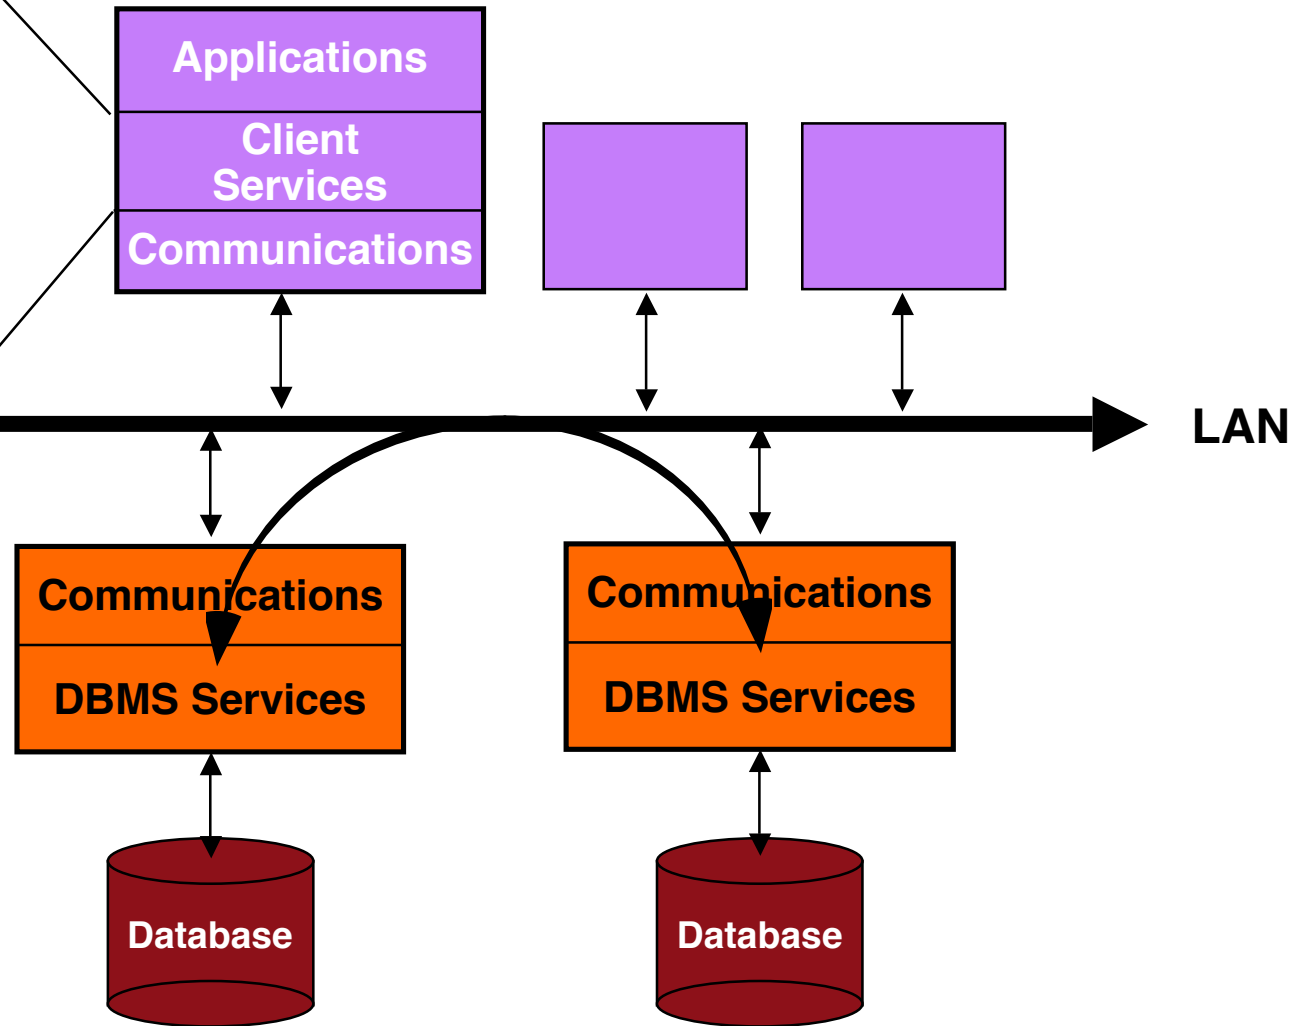 Applications
Client
Services
Communications
LAN
Communications
DBMS Services
Communications
DBMS Services
Database
Database